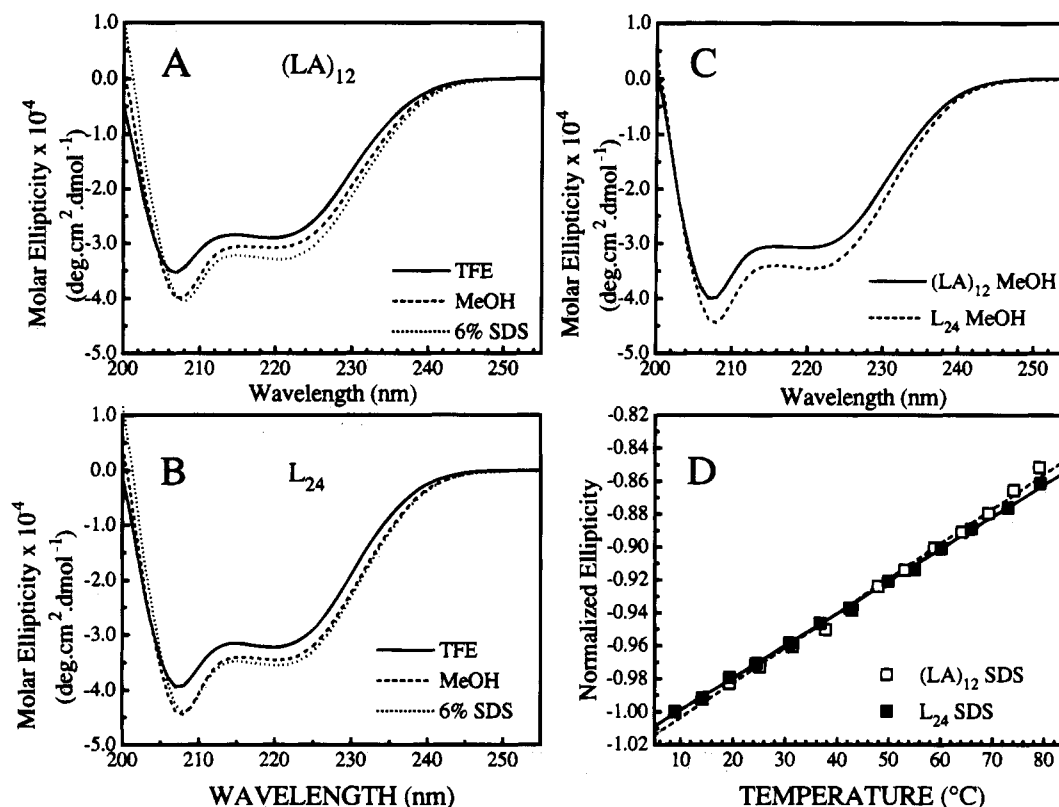 A
(LA)12
Molar Ellipticity x 10-4
(deg.cm2.dmol-1)
1.0
0.0
-1.0
-2.0
-3.0
-4.0
-5.0
TFE
MeOH
6% SDS
200 210 220 230 240 250
Wavelength (nm)
C
Molar Ellipticity x 10-4
(deg.cm2.dmol-1)
1.0
0.0
-1.0
-2.0
-3.0
-4.0
-5.0
(LA)12 MeOH
L24 MeOH
200 210 220 230 240 250
Wavelength (nm)
B
L24
Molar Ellipticity x 10-4
(deg.cm2.dmol-1)
1.0
0.0
-1.0
-2.0
-3.0
-4.0
-5.0
TFE
MeOH
6% SDS
200 210 220 230 240 250
WAVELENGTH (nm)
D
Normalized Ellipticity
-0.82
-0.84
-0.86
-0.88
-0.90
-0.92
-0.94
-0.96
-0.98
-1.00
-1.02
(LA)12 SDS
L24 SDS
10 20 30 40 50 60 70 80
TEMPERATURE (°C)